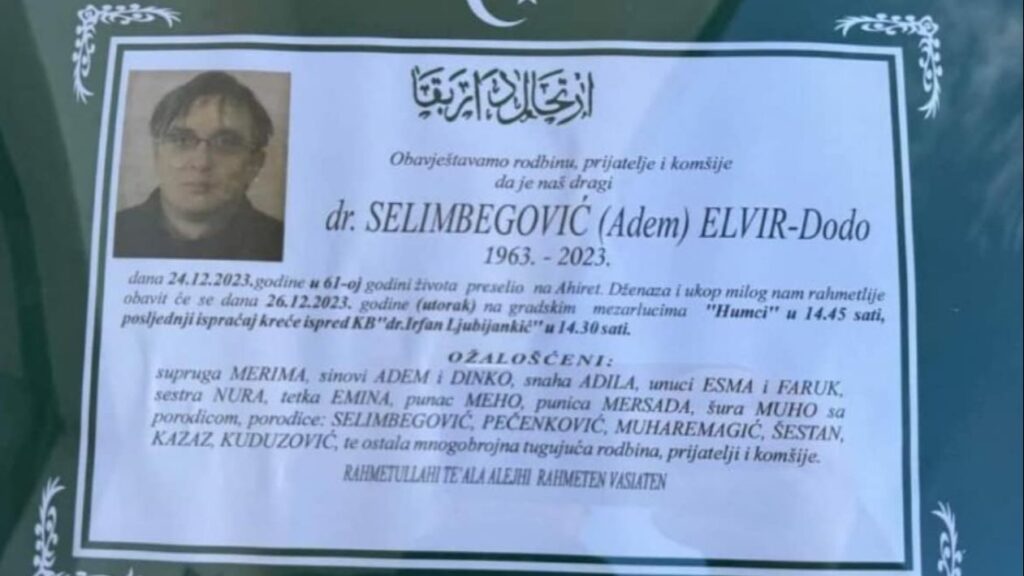 ارتحال دار بقا
Obavještavamo rodbinu, prijatelje i komšije
da je naš dragi
dr. SELIMBEGOVIĆ (Adem) ELVIR-Dodo
1963. - 2023.
dana 24.12.2023.godine u 61-oj godini života preselio na Ahiret. Dženaza i ukop milog nam rahmetlije
obavit će se dana 26.12.2023. godine (utorak) na gradskim mezarlucima "Humci" u 14.45 sati,
posljednji ispraćaj kreće ispred KB"dr.Irfan Ljubijankić"u 14.30 sati.
OŽALOŠĆENI:
supruga MERIMA, sinovi ADEM i DINKO, snaha ADILA, unuci ESMA i FARUK,
sestra NURA, tetka EMINA, punac MEHO, punica MERSADA, šura MUHO sa
porodicom, porodice: SELIMBEGOVIĆ, PEČENKOVIĆ, MUHAREMAGIĆ, ŠESTAN,
KAZAZ, KUDUZOVIĆ, te ostala mnogobrojna tugujuća rodbina, prijatelji i komšije.
RAHMETULLAHI TE'ALA ALEJHI RAHMETEN VASIATEN